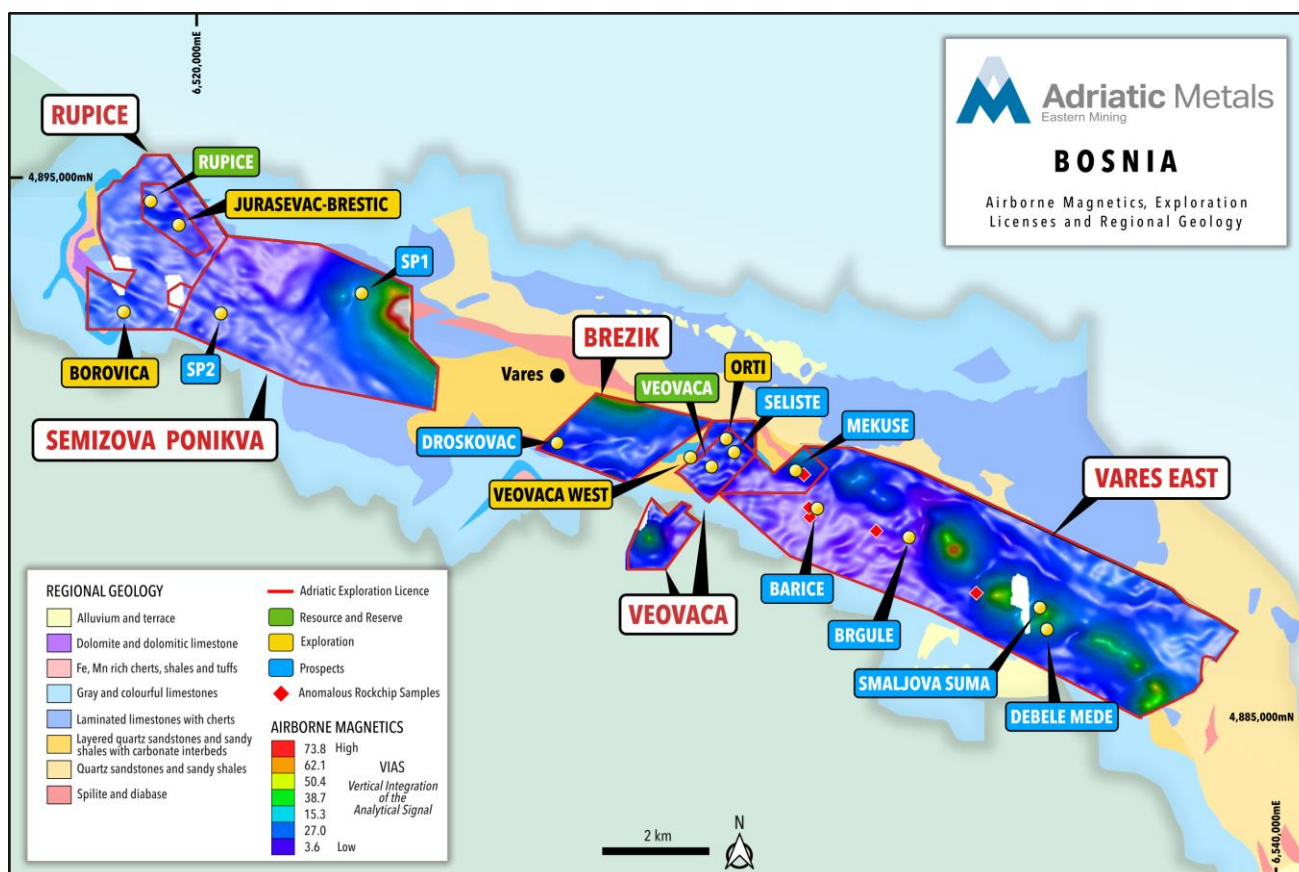 6,520,000mE
Adriatic Metals
Eastern Mining
BOSNIA
Airborne Magnetics, Exploration
Licenses and Regional Geology
RUPICE
RUPICE
4,895,000mN
JURASEVAC-BRESTIC
SP1
BREZIK
BOROVICA
SP2
Vares
ORTI
VEOVACA
SELISTE
SEMIZOVA PONIKVA
DROSKOVAC
MEKUSE
VEOVACA WEST
VARES EAST
BARICE
VEOVACA
BRGULE
SMALJOVA SUMA
DEBELE MEDE
4,885,000mN
REGIONAL GEOLOGY
Alluvium and terrace
Dolomite and dolomitic limestone
Fe, Mn rich cherts, shales and tuffs
Gray and colourful limestones
Laminated limestones with cherts
Layered quartz sandstones and sandy
shales with carbonate interbeds
Quartz sandstones and sandy shales
Spilite and diabase
Adriatic Exploration Licence
Resource and Reserve
Exploration
Prospects
Anomalous Rockchip Samples
AIRBORNE MAGNETICS
73.8 High
62.1
50.4
38.7
15.3
27.0
3.6 Low
VIAS
Vertical Integration
of the
Analytical Signal
2 km
N
6,540,000mE